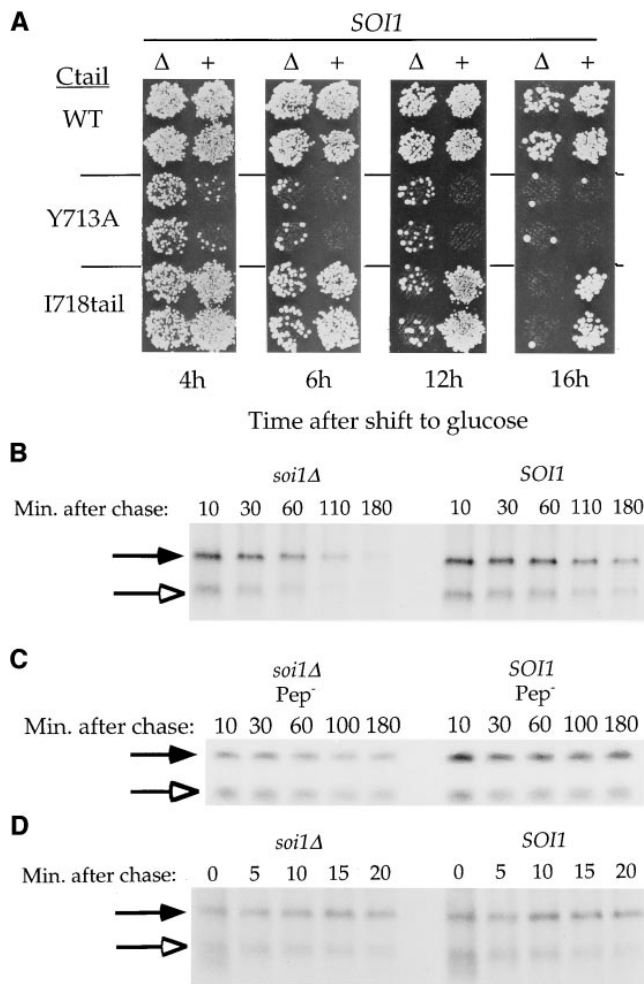 A
SOI1
Δ + Δ + Δ + Δ +
Ctail
WT
Y713A
I718tail
4h 6h 12h 16h
Time after shift to glucose
B
soi1Δ SOI1
Min. after chase: 10 30 60 110 180 10 30 60 110 180
C
soi1Δ SOI1
Pep⁻ Pep⁻
Min. after chase: 10 30 60 100 180 10 30 60 100 180
D
soi1Δ SOI1
Min. after chase: 0 5 10 15 20 0 5 10 15 20